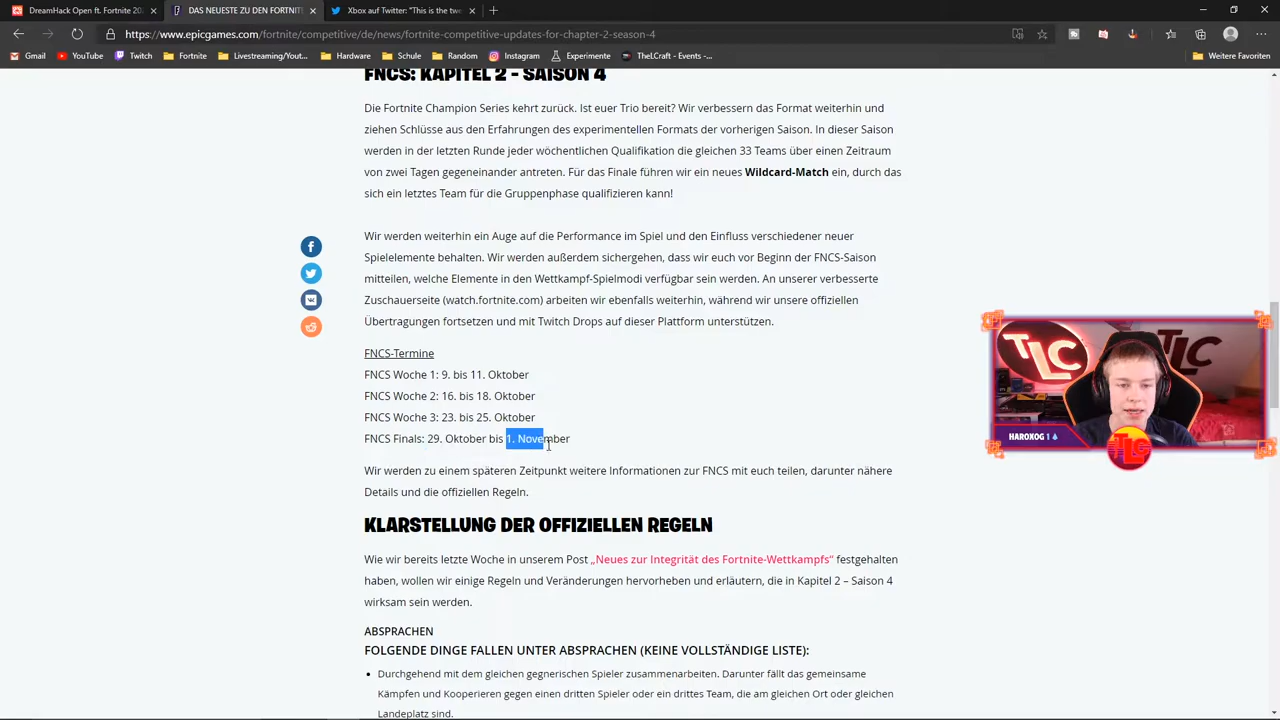 DreamHack Open ft. Fortnite 20
DAS NEUESTE ZU DEN FORTNIT
Xbox auf Twitter: "This is the twe
https://www.epicgames.com/fortnite/competitive/de/news/fortnite-competitive-updates-for-chapter-2-season-4
Gmail
YouTube
Twitch
Fortnite
Livestreaming/Yout...
Hardware
Schule
Random
Instagram
Experimente
TheLCraft - Events -...
Weitere Favoriten
FNCS: KAPITEL 2 – SAISON 4
Die Fortnite Champion Series kehrt zurück. Ist euer Trio bereit? Wir verbessern das Format weiterhin und
ziehen Schlüsse aus den Erfahrungen des experimentellen Formats der vorherigen Saison. In dieser Saison
werden in der letzten Runde jeder wöchentlichen Qualifikation die gleichen 33 Teams über einen Zeitraum
von zwei Tagen gegeneinander antreten. Für das Finale führen wir ein neues Wildcard-Match ein, durch das
sich ein letztes Team für die Gruppenphase qualifizieren kann!
Wir werden weiterhin ein Auge auf die Performance im Spiel und den Einfluss verschiedener neuer
Spielelemente behalten. Wir werden außerdem sichergehen, dass wir euch vor Beginn der FNCS-Saison
mitteilen, welche Elemente in den Wettkampf-Spielmodi verfügbar sein werden. An unserer verbesserte
Zuschauerseite (watch.fortnite.com) arbeiten wir ebenfalls weiterhin, während wir unsere offiziellen
Übertragungen fortsetzen und mit Twitch Drops auf dieser Plattform unterstützen.
FNCS-Termine
FNCS Woche 1: 9. bis 11. Oktober
FNCS Woche 2: 16. bis 18. Oktober
FNCS Woche 3: 23. bis 25. Oktober
FNCS Finals: 29. Oktober bis 1. November
Wir werden zu einem späteren Zeitpunkt weitere Informationen zur FNCS mit euch teilen, darunter nähere
Details und die offiziellen Regeln.
KLARSTELLUNG DER OFFIZIELLEN REGELN
Wie wir bereits letzte Woche in unserem Post „Neues zur Integrität des Fortnite-Wettkampfs“ festgehalten
haben, wollen wir einige Regeln und Veränderungen hervorheben und erläutern, die in Kapitel 2 – Saison 4
wirksam sein werden.
ABSPRACHEN
FOLGENDE DINGE FALLEN UNTER ABSPRACHEN (KEINE VOLLSTÄNDIGE LISTE):
Durchgehend mit dem gleichen gegnerischen Spieler zusammenarbeiten. Darunter fällt das gemeinsame
Kämpfen und Kooperieren gegen einen dritten Spieler oder ein drittes Team, die am gleichen Ort oder gleichen
Landeplatz sind.
TLC
TLC
HAROXOG 1
TLC